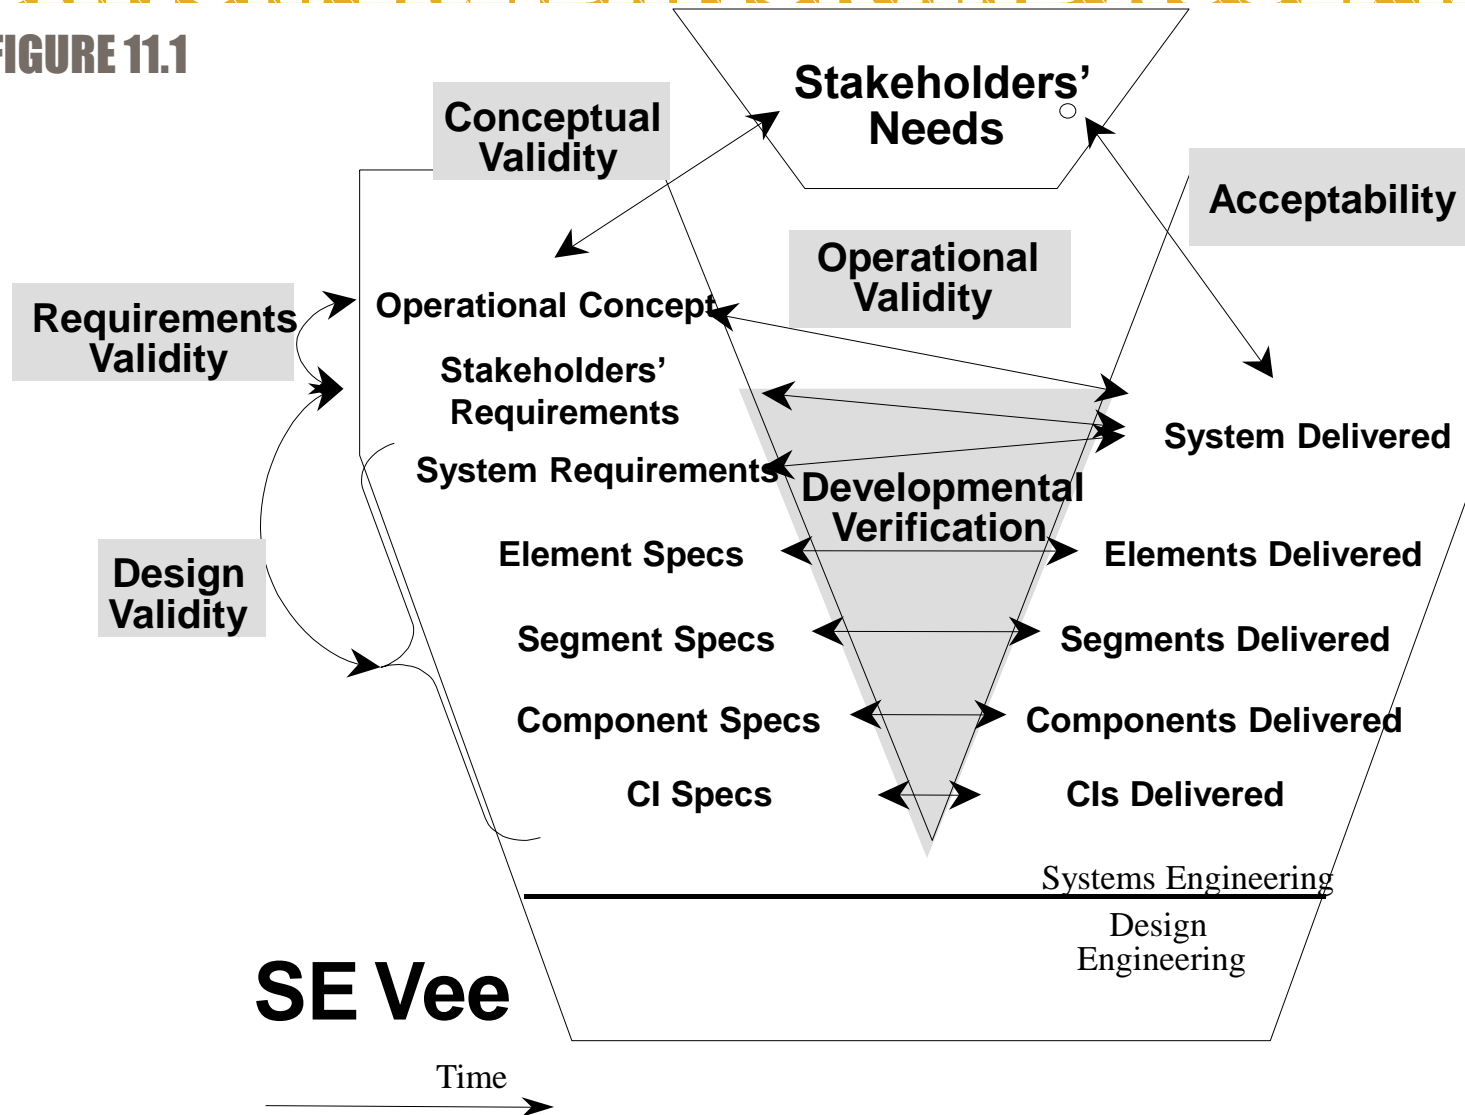 FIGURE 11.1
Stakeholders’
Needs
Conceptual
Validity
Acceptability
Operational
Validity
Requirements
Validity
Operational Concept
Stakeholders’
Requirements
System Delivered
System Requirements
Developmental
Verification
Element Specs
Elements Delivered
Design
Validity
Segment Specs
Segments Delivered
Component Specs
Components Delivered
CI Specs
CIs Delivered
Systems Engineering
Design
Engineering
SE Vee
Time